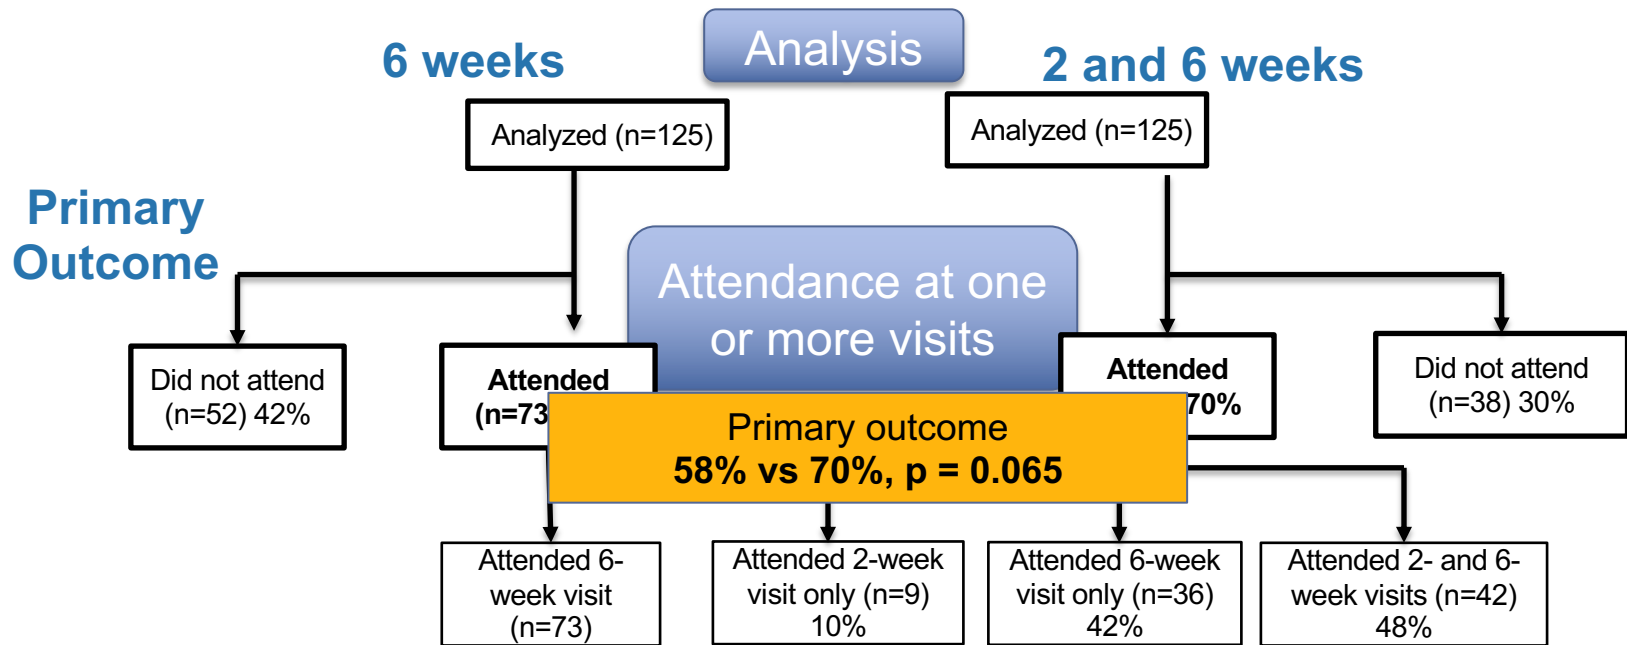 Analysis
6 weeks
2 and 6 weeks
Analyzed (n=125)
Analyzed (n=125)
Primary
Outcome
Attendance at one
or more visits
Did not attend
(n=52) 42%
Attended
(n=73
Attended
70%
Did not attend
(n=38) 30%
Primary outcome
58% vs 70%, p = 0.065
Attended 6-
week visit
(n=73)
Attended 2-week
visit only (n=9)
10%
Attended 6-week
visit only (n=36)
42%
Attended 2- and 6-
week visits (n=42)
48%